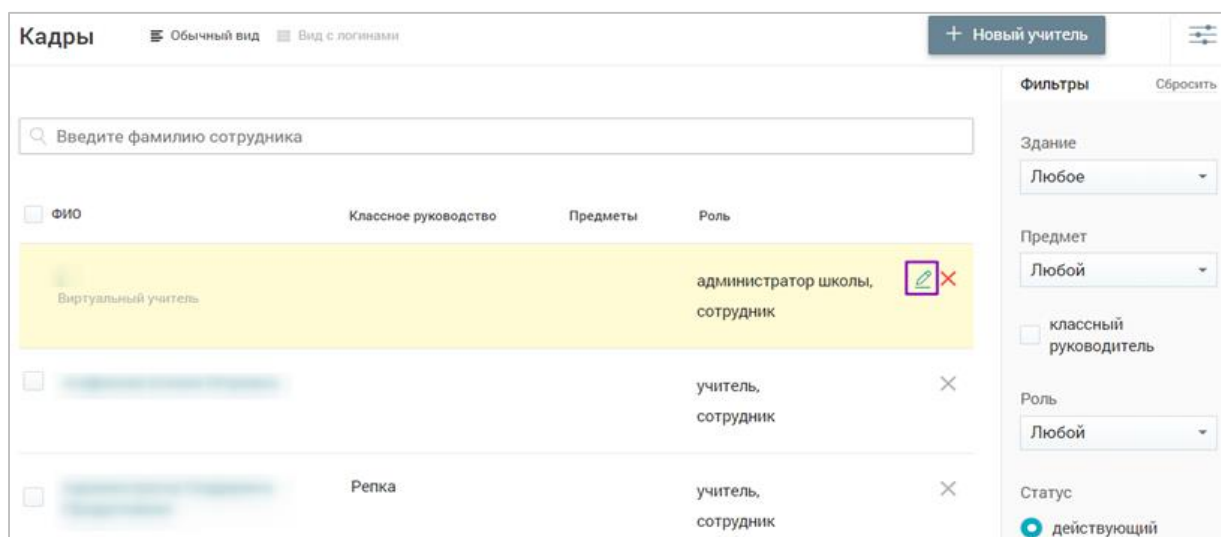 Кадры
Обычный вид
Вид с логинами
+ Новый учитель
Фильтры
Сбросить
Введите фамилию сотрудника
Здание
Любое
ФИО
Классное руководство
Предметы
Роль
Предмет
Любой
Виртуальный учитель
администратор школы,
сотрудник
классный
руководитель
учитель,
сотрудник
Роль
Любой
Репка
учитель,
сотрудник
Статус
действующий